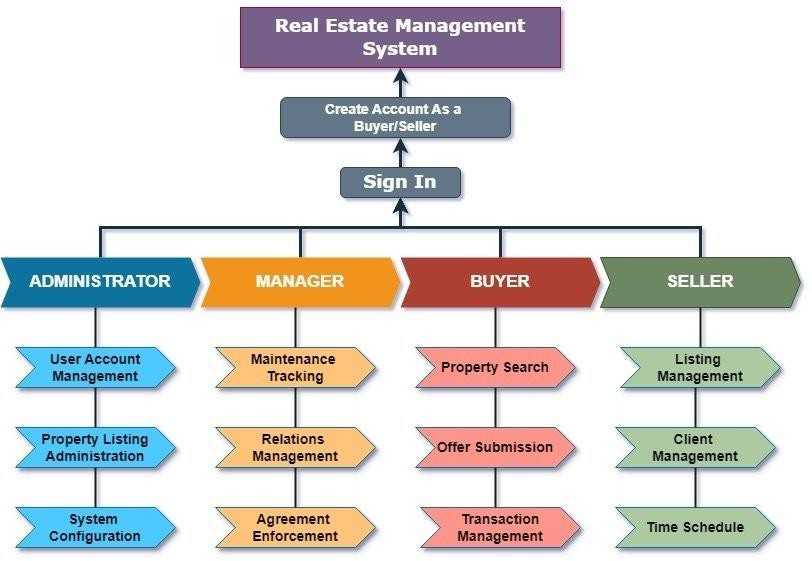 Real Estate Management
System
Create Account As a
Buyer/Seller
Sign In
ADMINISTRATOR
MANAGER
BUYER
SELLER
User Account
Management
Maintenance
Tracking
Property Search
Listing
Management
Property Listing
Administration
Relations
Management
Offer Submission
Client
Management
System
Configuration
Agreement
Enforcement
Transaction
Management
Time Schedule